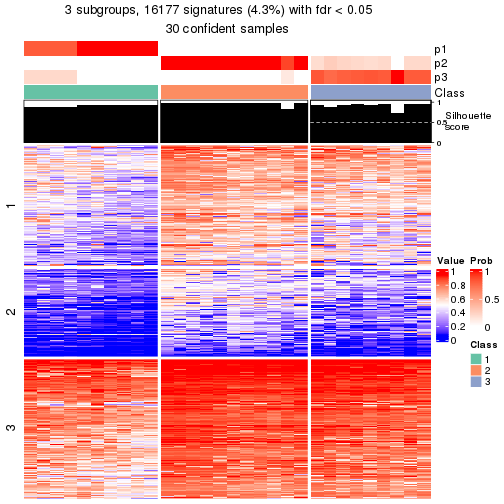 3 subgroups, 16177 signatures (4.3%) with fdr < 0.05
30 confident samples
p1
p2
p3
Class
1
0.5
0
Silhouette
score
1
2
3
Value Prob
1 1
0.8
0.6 0.5
0.4
0.2 0
0
Class
1
2
3